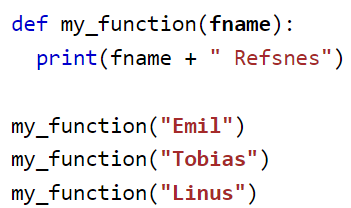 def my_function(fname):
  print(fname + " Refsnes")

my_function("Emil")
my_function("Tobias")
my_function("Linus")